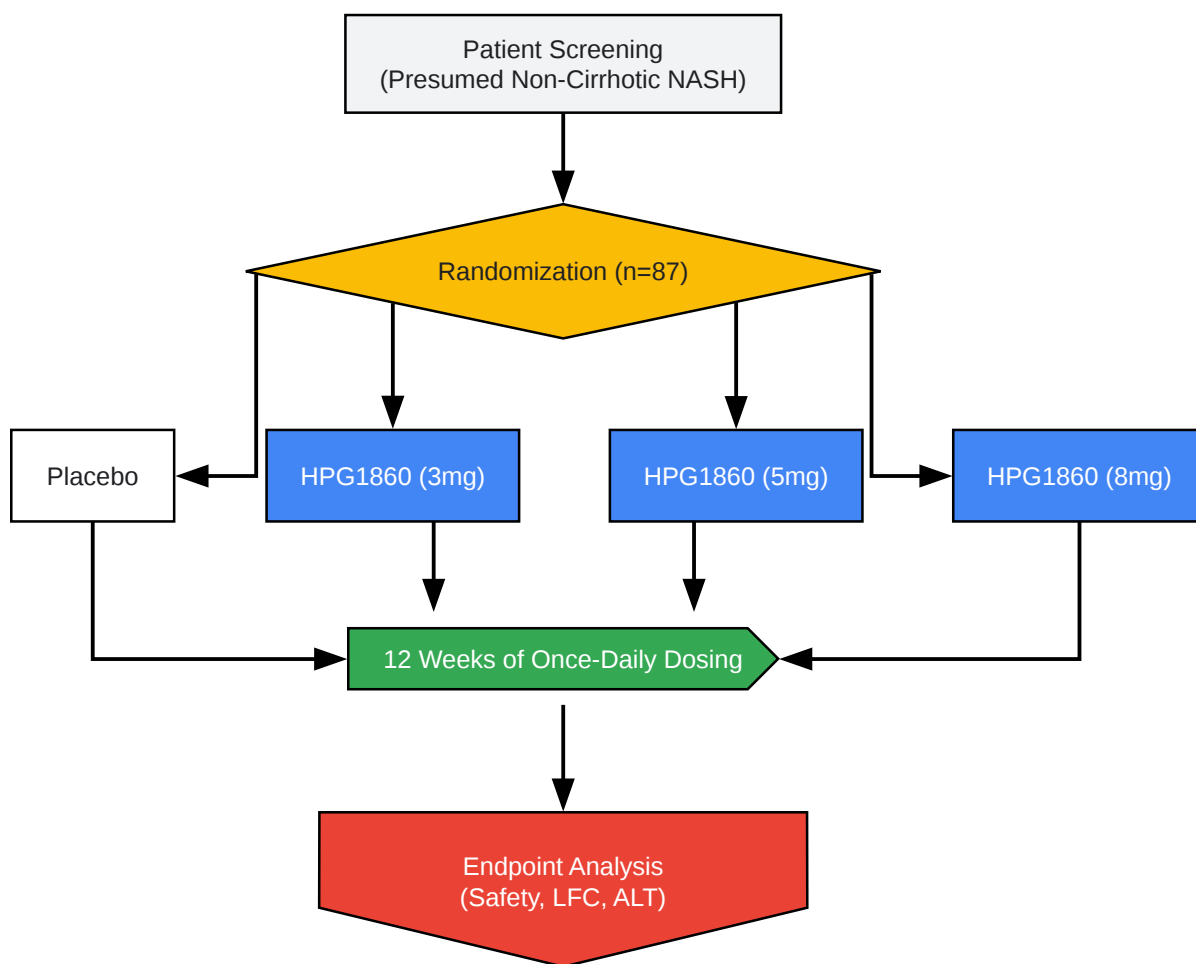 Patient Screening
(Presumed Non-Cirrhotic NASH)
Randomization (n=87)
Placebo
HPG1860 (3mg)
HPG1860 (5mg)
HPG1860 (8mg)
12 Weeks of Once-Daily Dosing
Endpoint Analysis
(Safety, LFC, ALT)